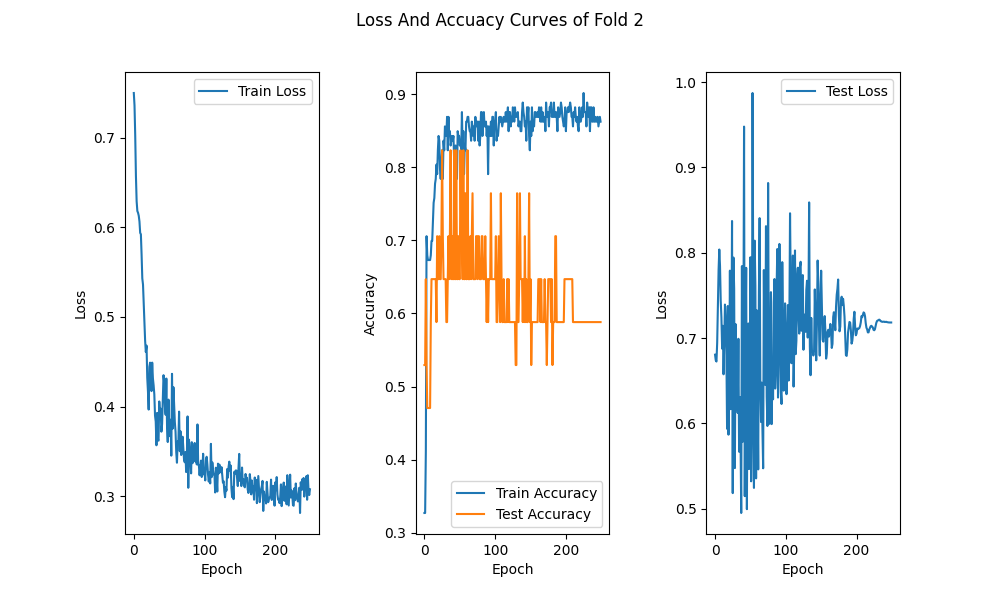 Loss And Accuacy Curves of Fold 2
Train Loss
0.7
0.6
0.5
0.4
0.3
Loss
0
100
200
Epoch
0.9
0.8
0.7
0.6
0.5
0.4
0.3
Accuracy
Train Accuracy
Test Accuracy
0
100
200
Epoch
Test Loss
1.0
0.9
0.8
0.7
0.6
0.5
Loss
0
100
200
Epoch